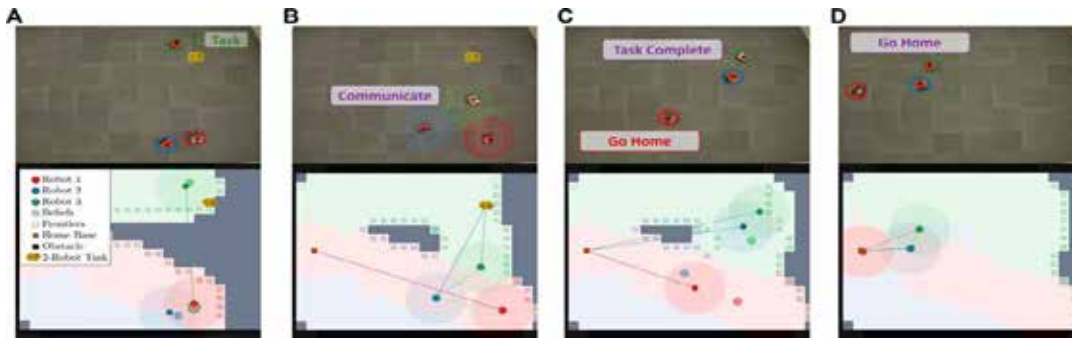 A
B
C
D
Task
Communicate
Task Complete
Go Home
Go Home
Robot 1
Robot 2
Robot 3
Beliefs
Frontiers
Home Base
Obstacle
2-Robot Task